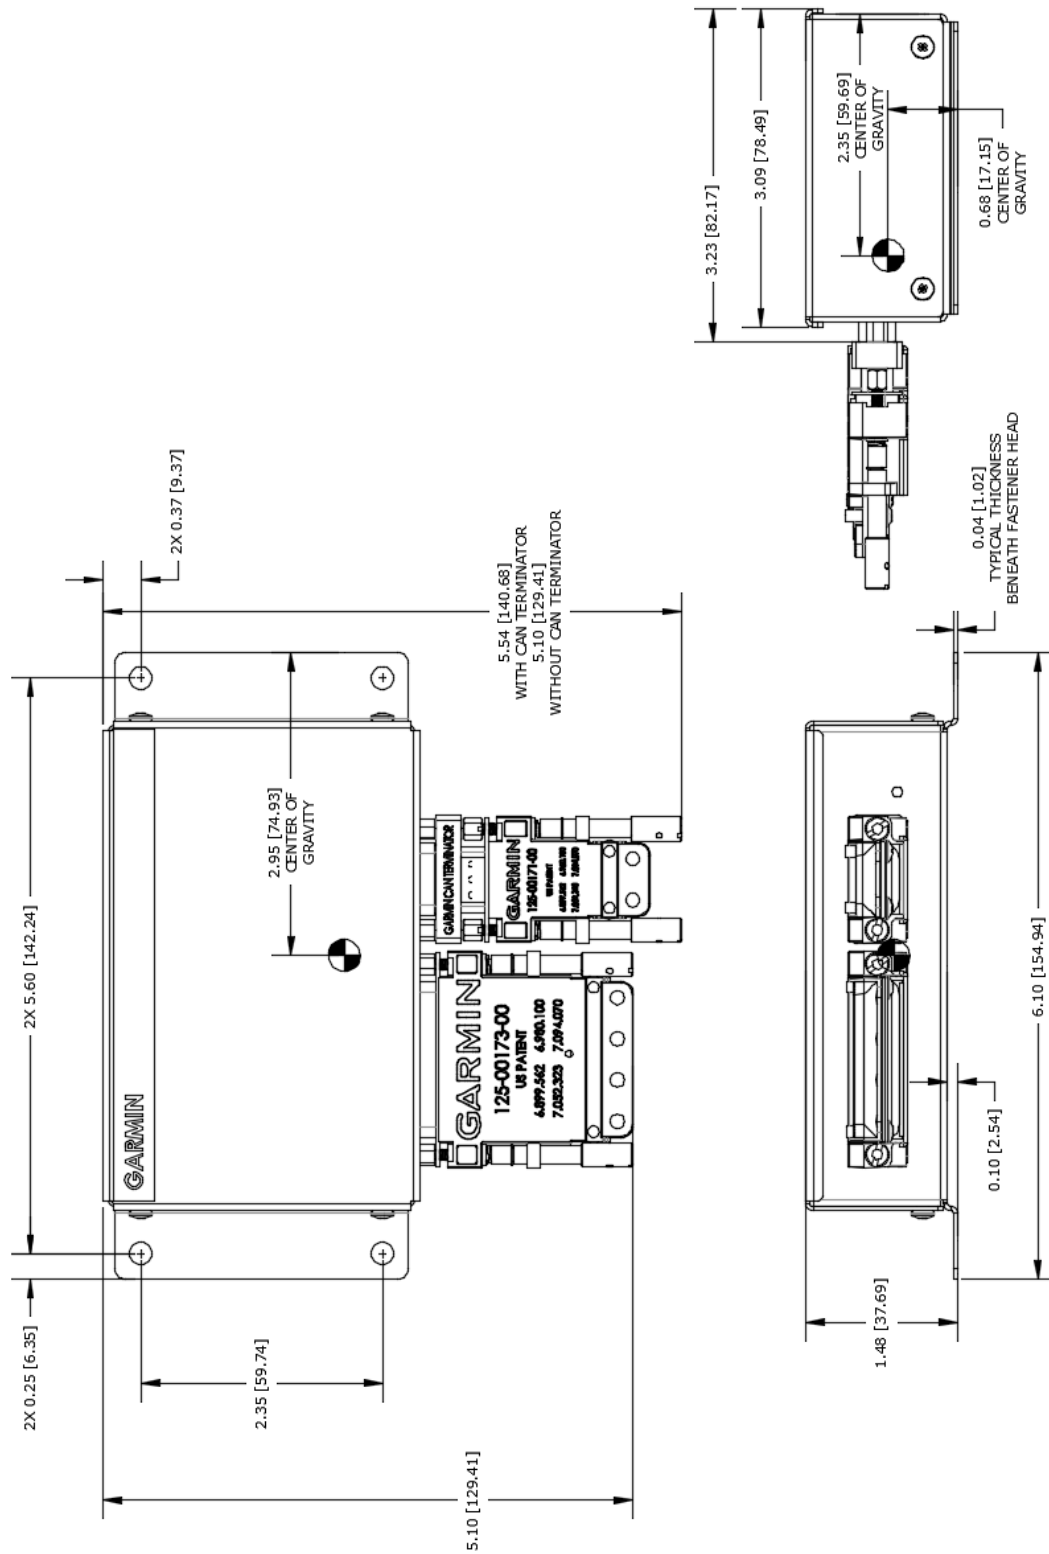 2X 0.25 [6.35]
2X 5.60 [142.24]
2X 0.37 [9.37]
2.35 [59.74]
5.10 [129.41]
GARMIN
2.95 [74.93]
CENTER OF
GRAVITY
5.54 [140.68]
WITH CAN TERMINATOR
5.10 [129.41]
WITHOUT CAN TERMINATOR
GARMIN
125-00173-00
US PATENT
6.899.562 6.980.100
7.052.323 7.094.070
GARMIN CAN TERMINATOR
GARMIN
125-00171-00
US PATENT
3.23 [82.17]
3.09 [78.49]
2.35 [59.69]
CENTER OF
GRAVITY
0.68 [17.15]
CENTER OF
GRAVITY
0.04 [1.02]
TYPICAL THICKNESS
BENEATH FASTENER HEAD
1.48 [37.69]
0.10 [2.54]
6.10 [154.94]